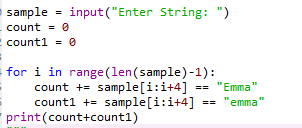 sample = input("Enter String: ")
count = 0
count1 = 0
for i in range(len(sample)-1):
    count += sample[i:i+4] == "Emma"
    count1 += sample[i:i+4] == "emma"
print(count+count1)